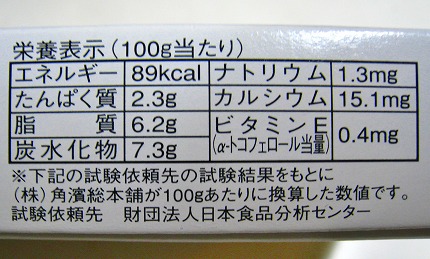 栄養表示(100g当たり)
エネルギー 89kcal ナトリウム 1.3mg
たんぱく質 2.3g カルシウム 15.1mg
脂質 6.2g ビタミンE(α-トコフェロール当量) 0.4mg
炭水化物 7.3g
※下記の試験依頼先の試験結果をもとに
(株)角濱総本舗が100gあたりに換算した数値です。
試験依頼先 財団法人日本食品分析センター